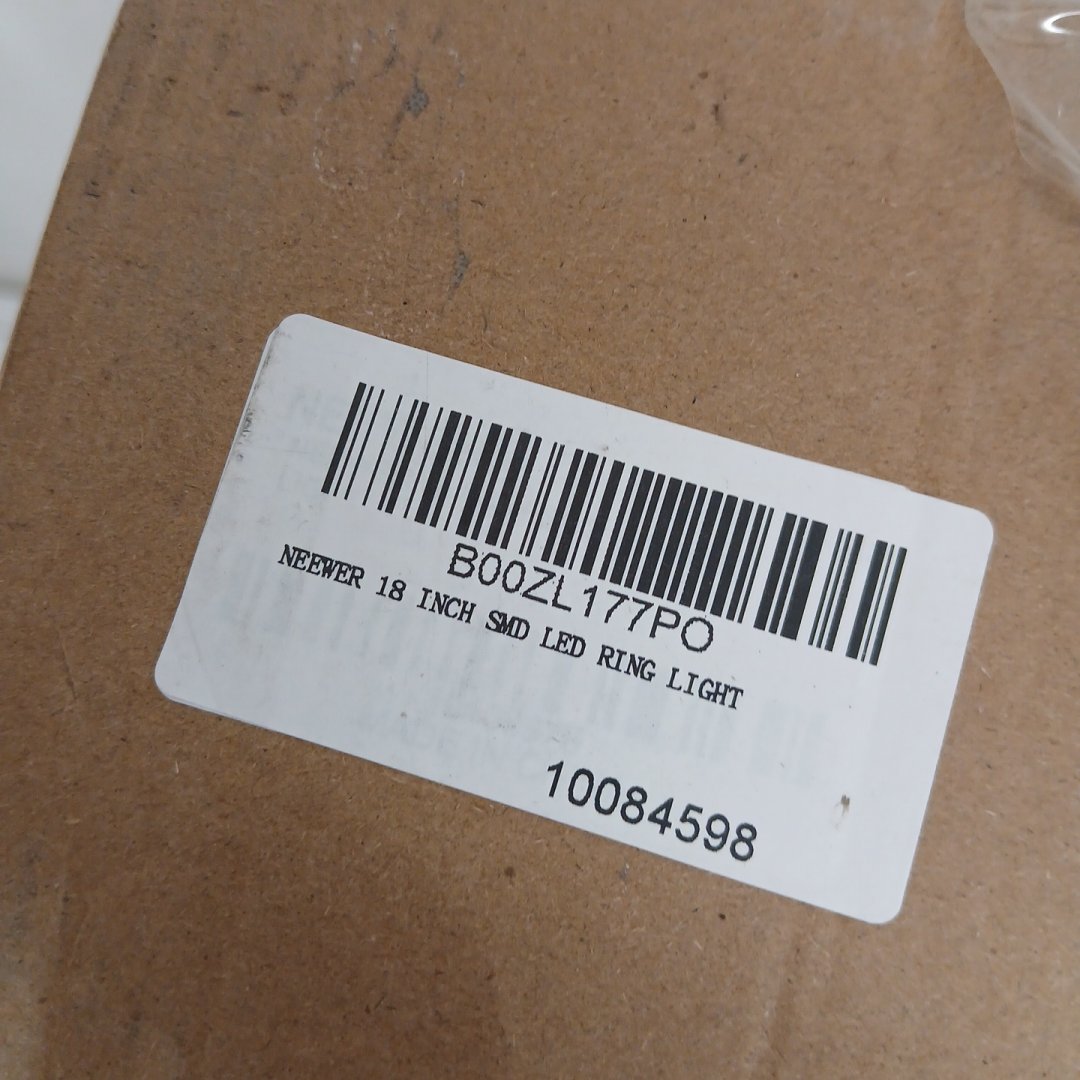 B00ZL177PO
NEEWER 18 INCH SMD LED RING LIGHT
10084598